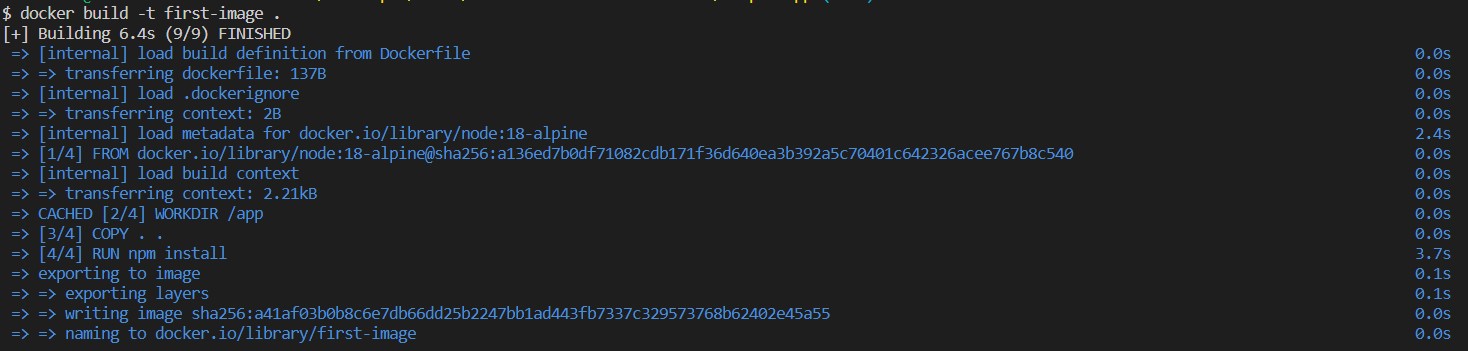 $ docker build -t first-image .
[+] Building 6.4s (9/9) FINISHED
=> [internal] load build definition from Dockerfile 0.0s
=> => transferring dockerfile: 137B 0.0s
=> [internal] load .dockerignore 0.0s
=> => transferring context: 2B 0.0s
=> [internal] load metadata for docker.io/library/node:18-alpine 2.4s
=> [1/4] FROM docker.io/library/node:18-alpine@sha256:a136ed7b0df71082cdb171f36d640ea3b392a5c70401c642326acee767b8c540 0.0s
=> [internal] load build context 0.0s
=> => transferring context: 2.21kB 0.0s
=> CACHED [2/4] WORKDIR /app 0.0s
=> [3/4] COPY . . 0.0s
=> [4/4] RUN npm install 3.7s
=> exporting to image 0.1s
=> => exporting layers 0.1s
=> => writing image sha256:a41af03b0b8c6e7db66dd25b2247bb1ad443fb7337c329573768b62402e45a55 0.0s
=> => naming to docker.io/library/first-image 0.0s